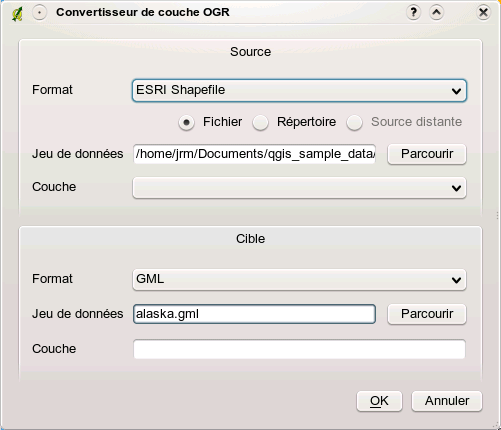 Convertisseur de couche OGR
Source
Format ESRI Shapefile
Fichier Répertoire Source distante
Jeu de données /home/jrm/Documents/qgis_sample_data/ Parcourir
Couche
Cible
Format GML
Jeu de données alaska.gml Parcourir
Couche
OK Annuler